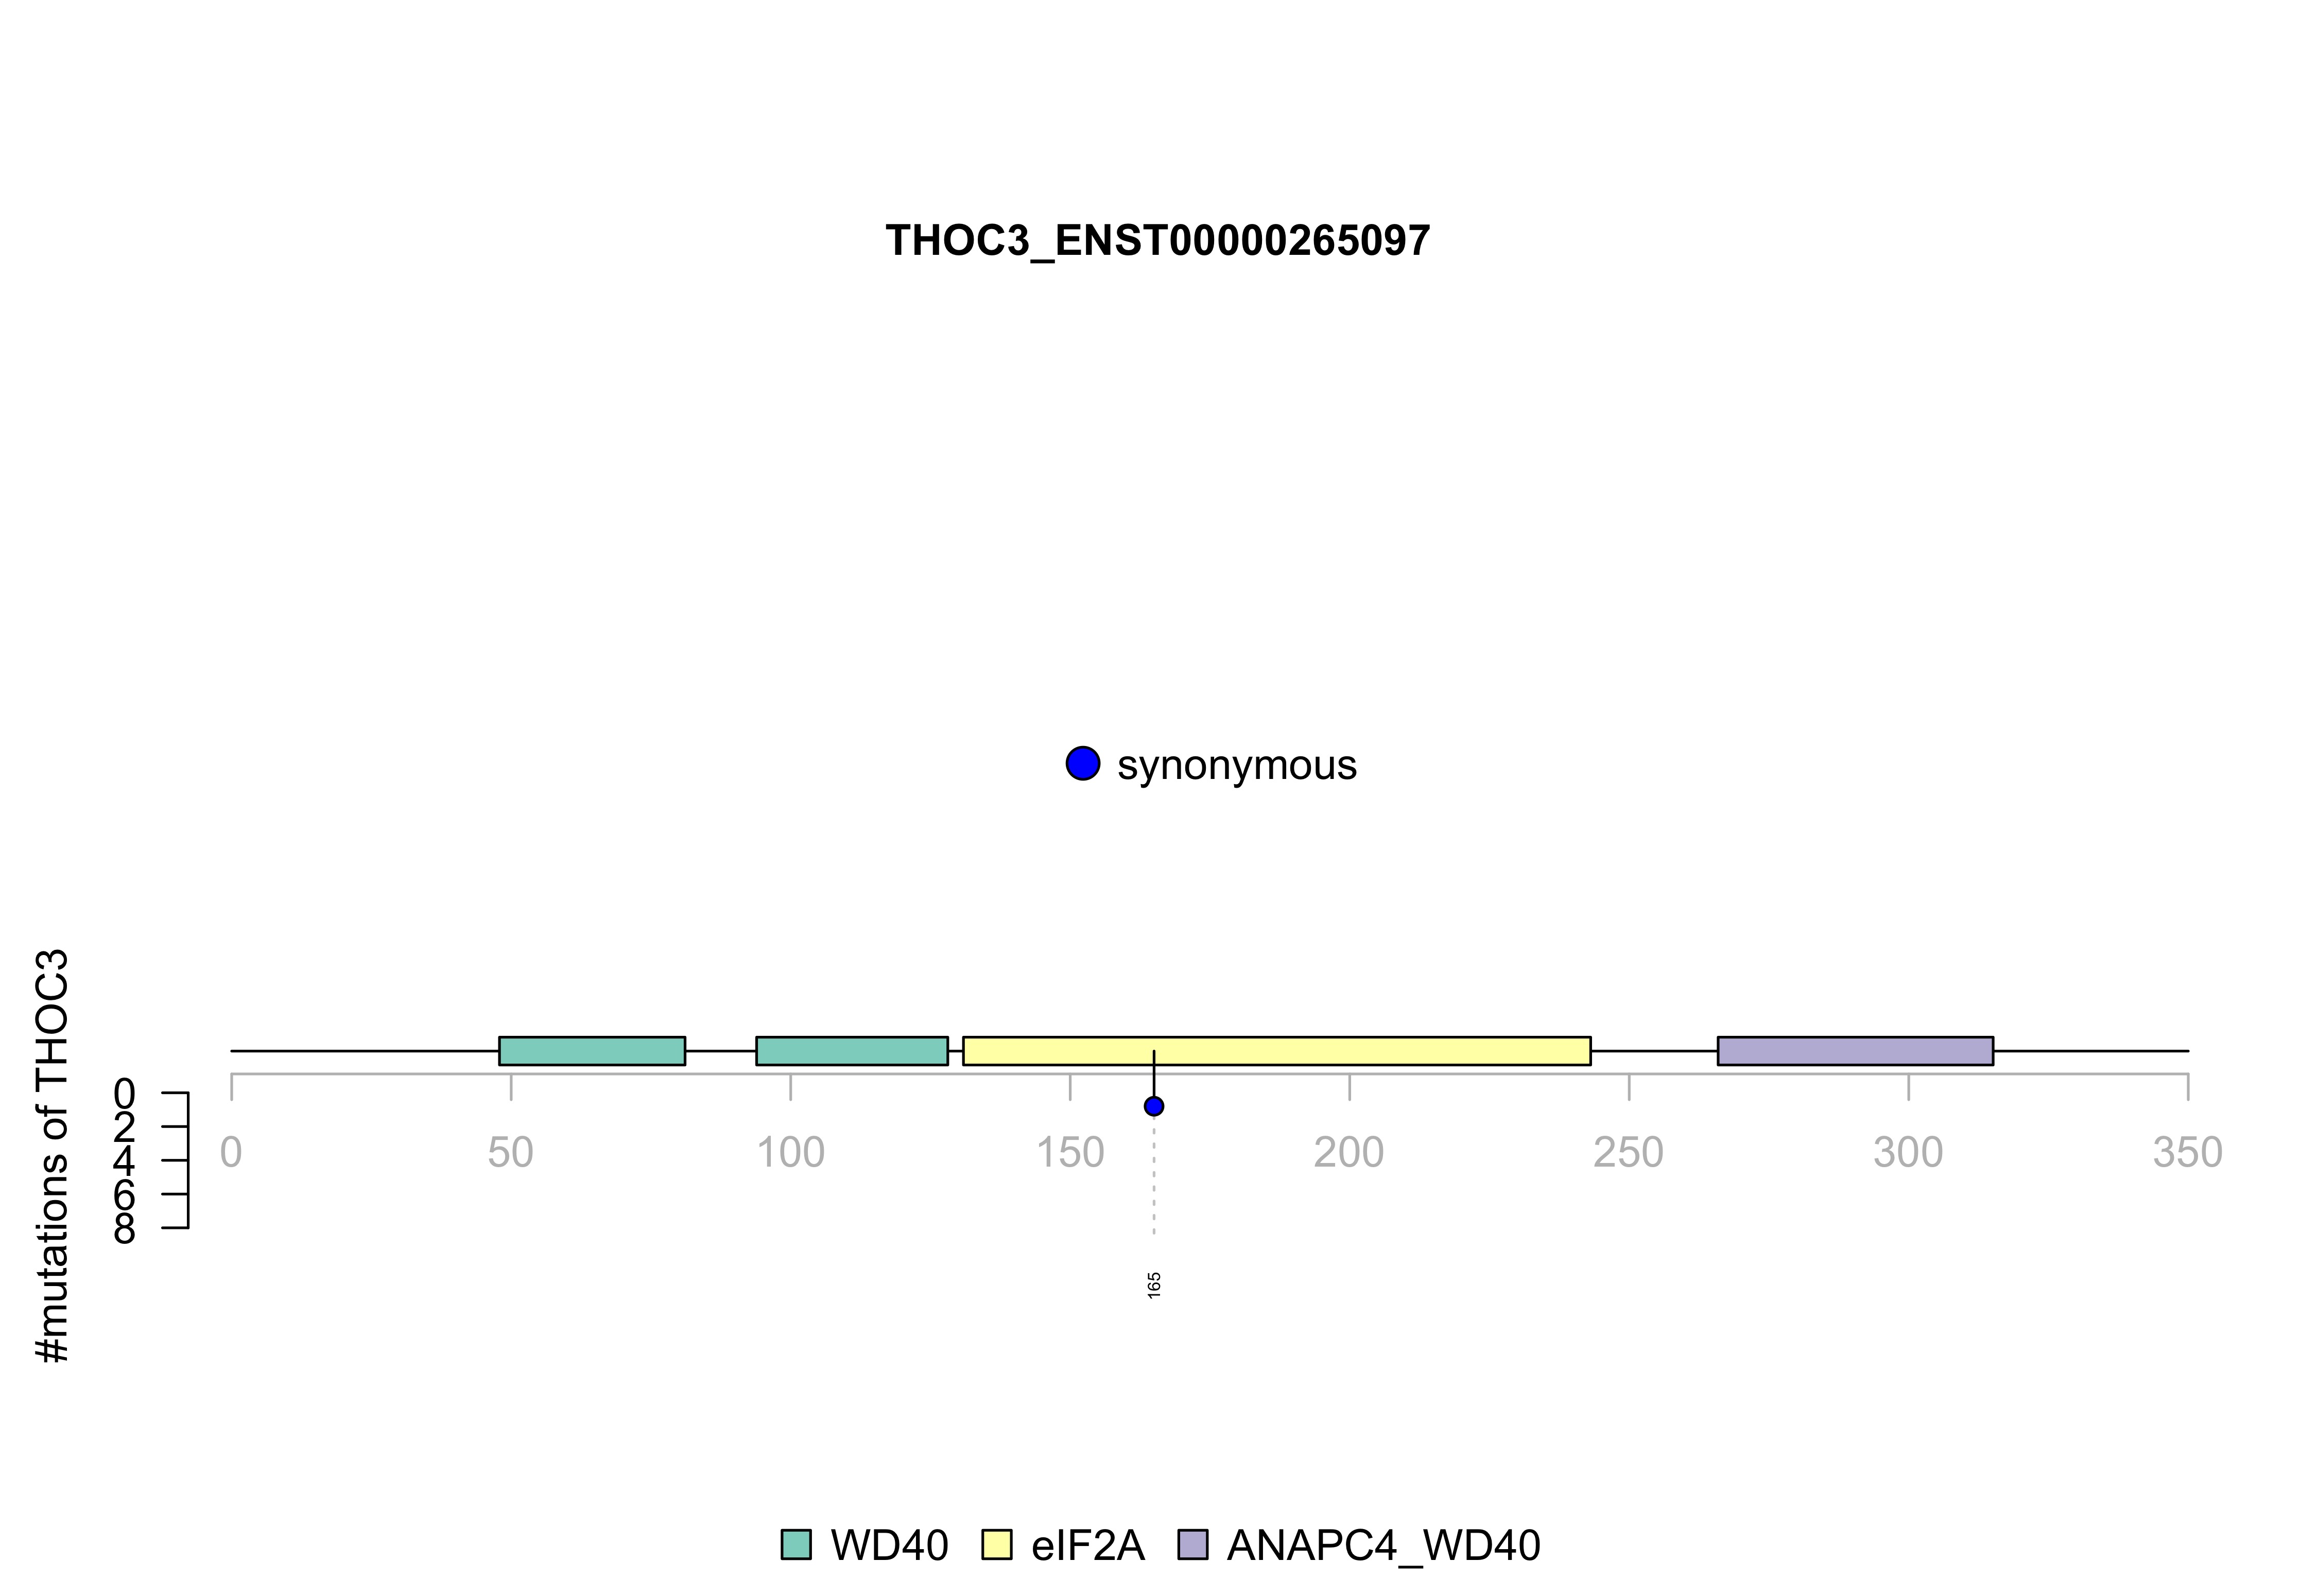 THOC3_ENST00000265097
synonymous
#mutations of THOC3
0
2
4
6
8
0 50 100 150 200 250 300 350
165
WD40 eIF2A ANAPC4_WD40